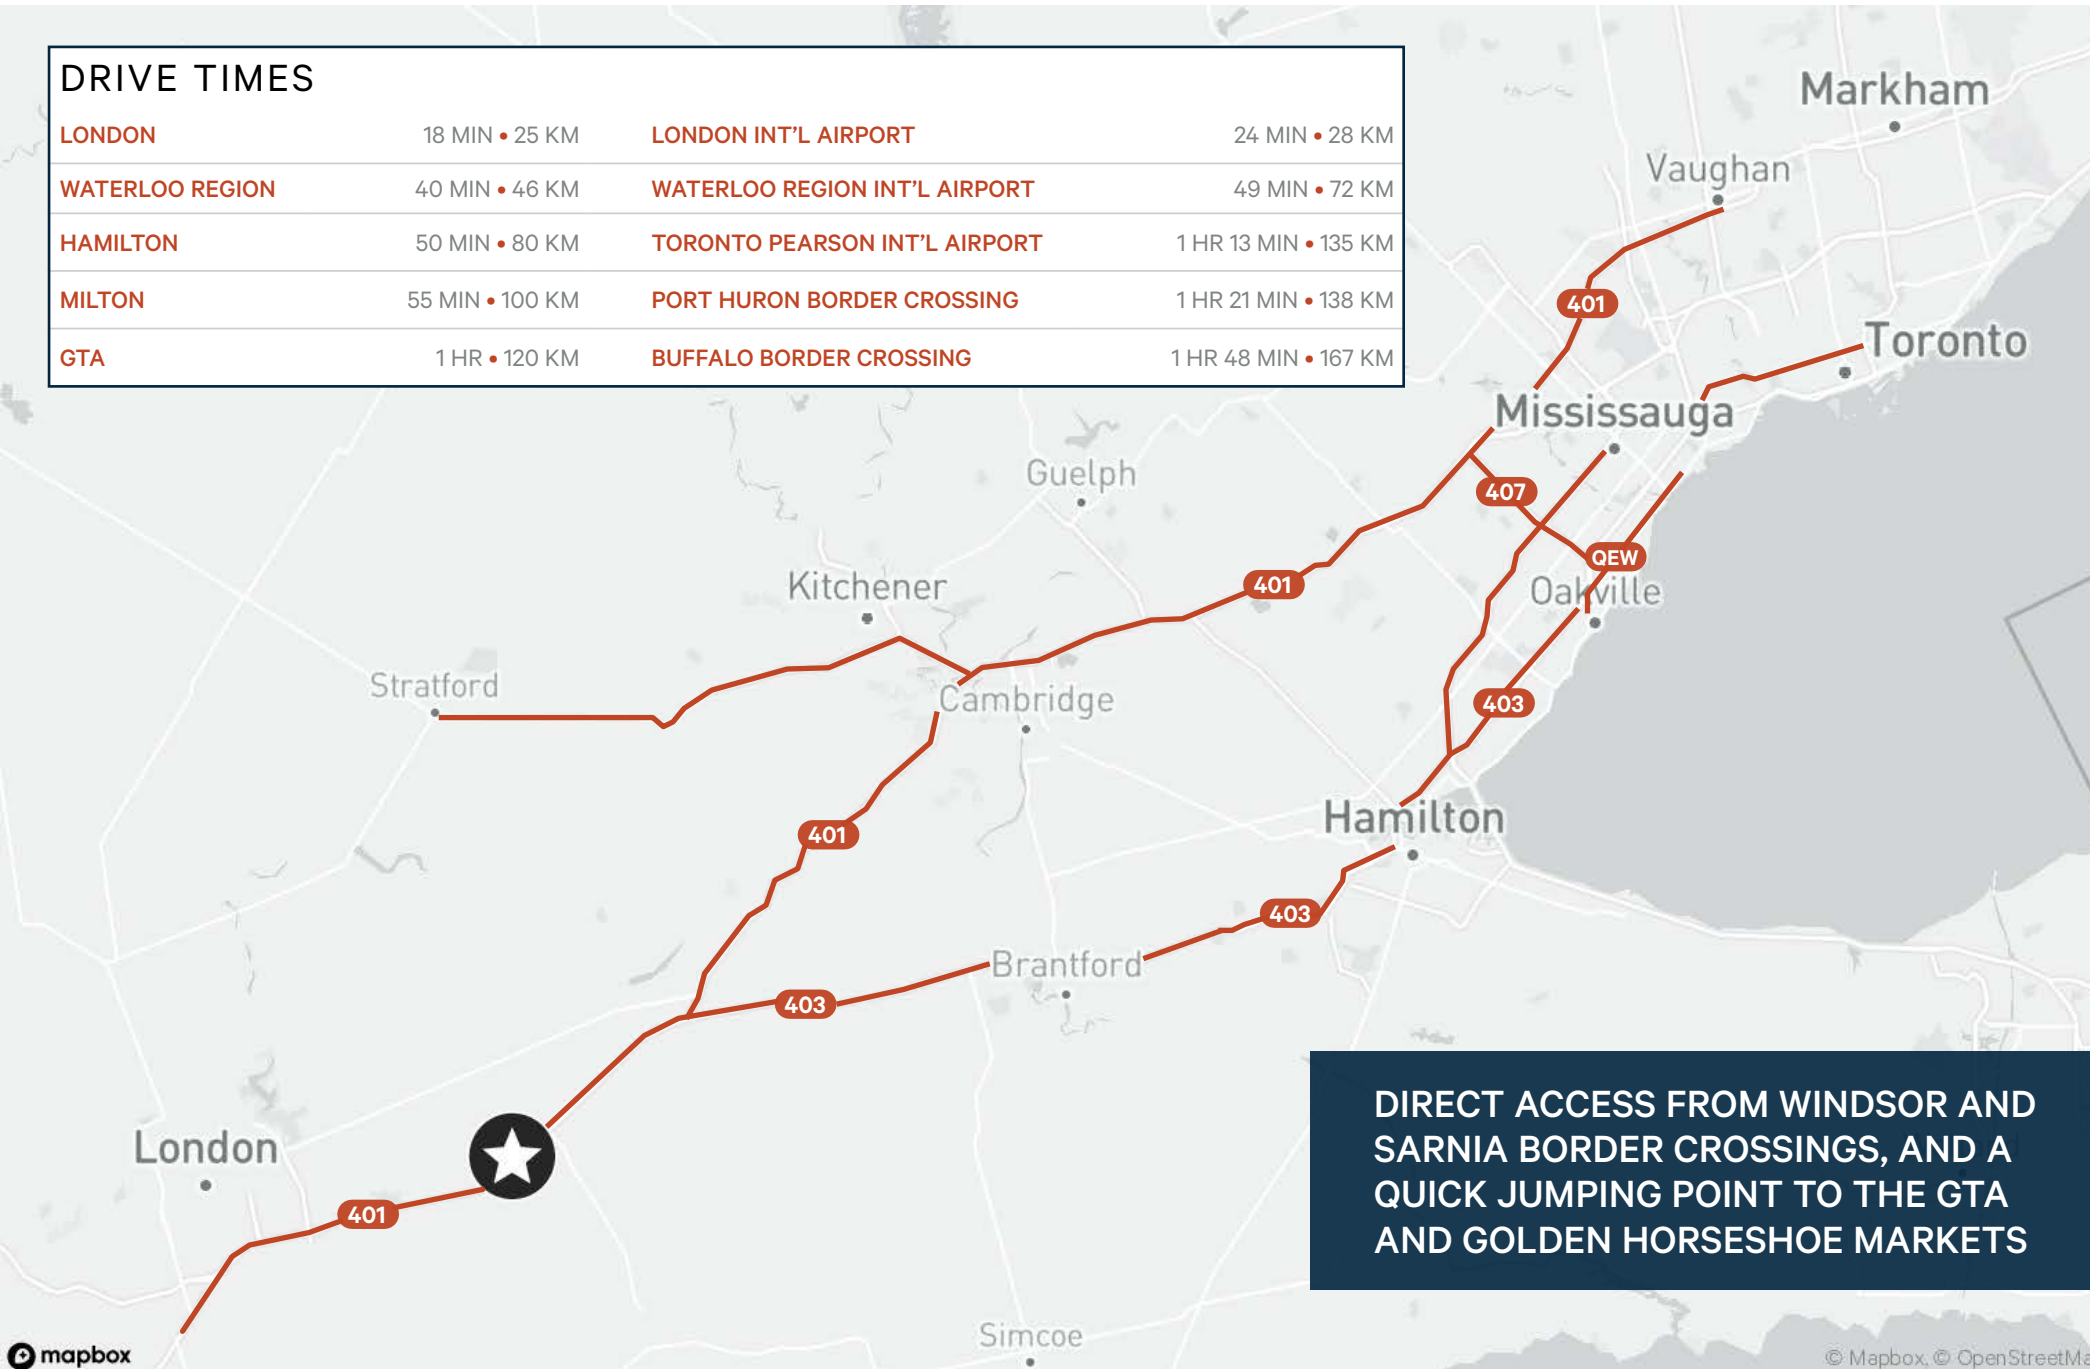 DRIVE TIMES
LONDON 18 MIN • 25 KM LONDON INT'L AIRPORT 24 MIN • 28 KM
WATERLOO REGION 40 MIN • 46 KM WATERLOO REGION INT'L AIRPORT 49 MIN • 72 KM
HAMILTON 50 MIN • 80 KM TORONTO PEARSON INT'L AIRPORT 1 HR 13 MIN • 135 KM
MILTON 55 MIN • 100 KM PORT HURON BORDER CROSSING 1 HR 21 MIN • 138 KM
GTA 1 HR • 120 KM BUFFALO BORDER CROSSING 1 HR 48 MIN • 167 KM
Markham
Vaughan
401
Toronto
Mississauga
Guelph
407
QEW
Kitchener
401
Oakville
Stratford
Cambridge
403
Hamilton
401
403
Brantford
403
London
401
DIRECT ACCESS FROM WINDSOR AND
SARNIA BORDER CROSSINGS, AND A
QUICK JUMPING POINT TO THE GTA
AND GOLDEN HORSESHOE MARKETS
Simcoe
mapbox
© Mapbox, © OpenStreetMa